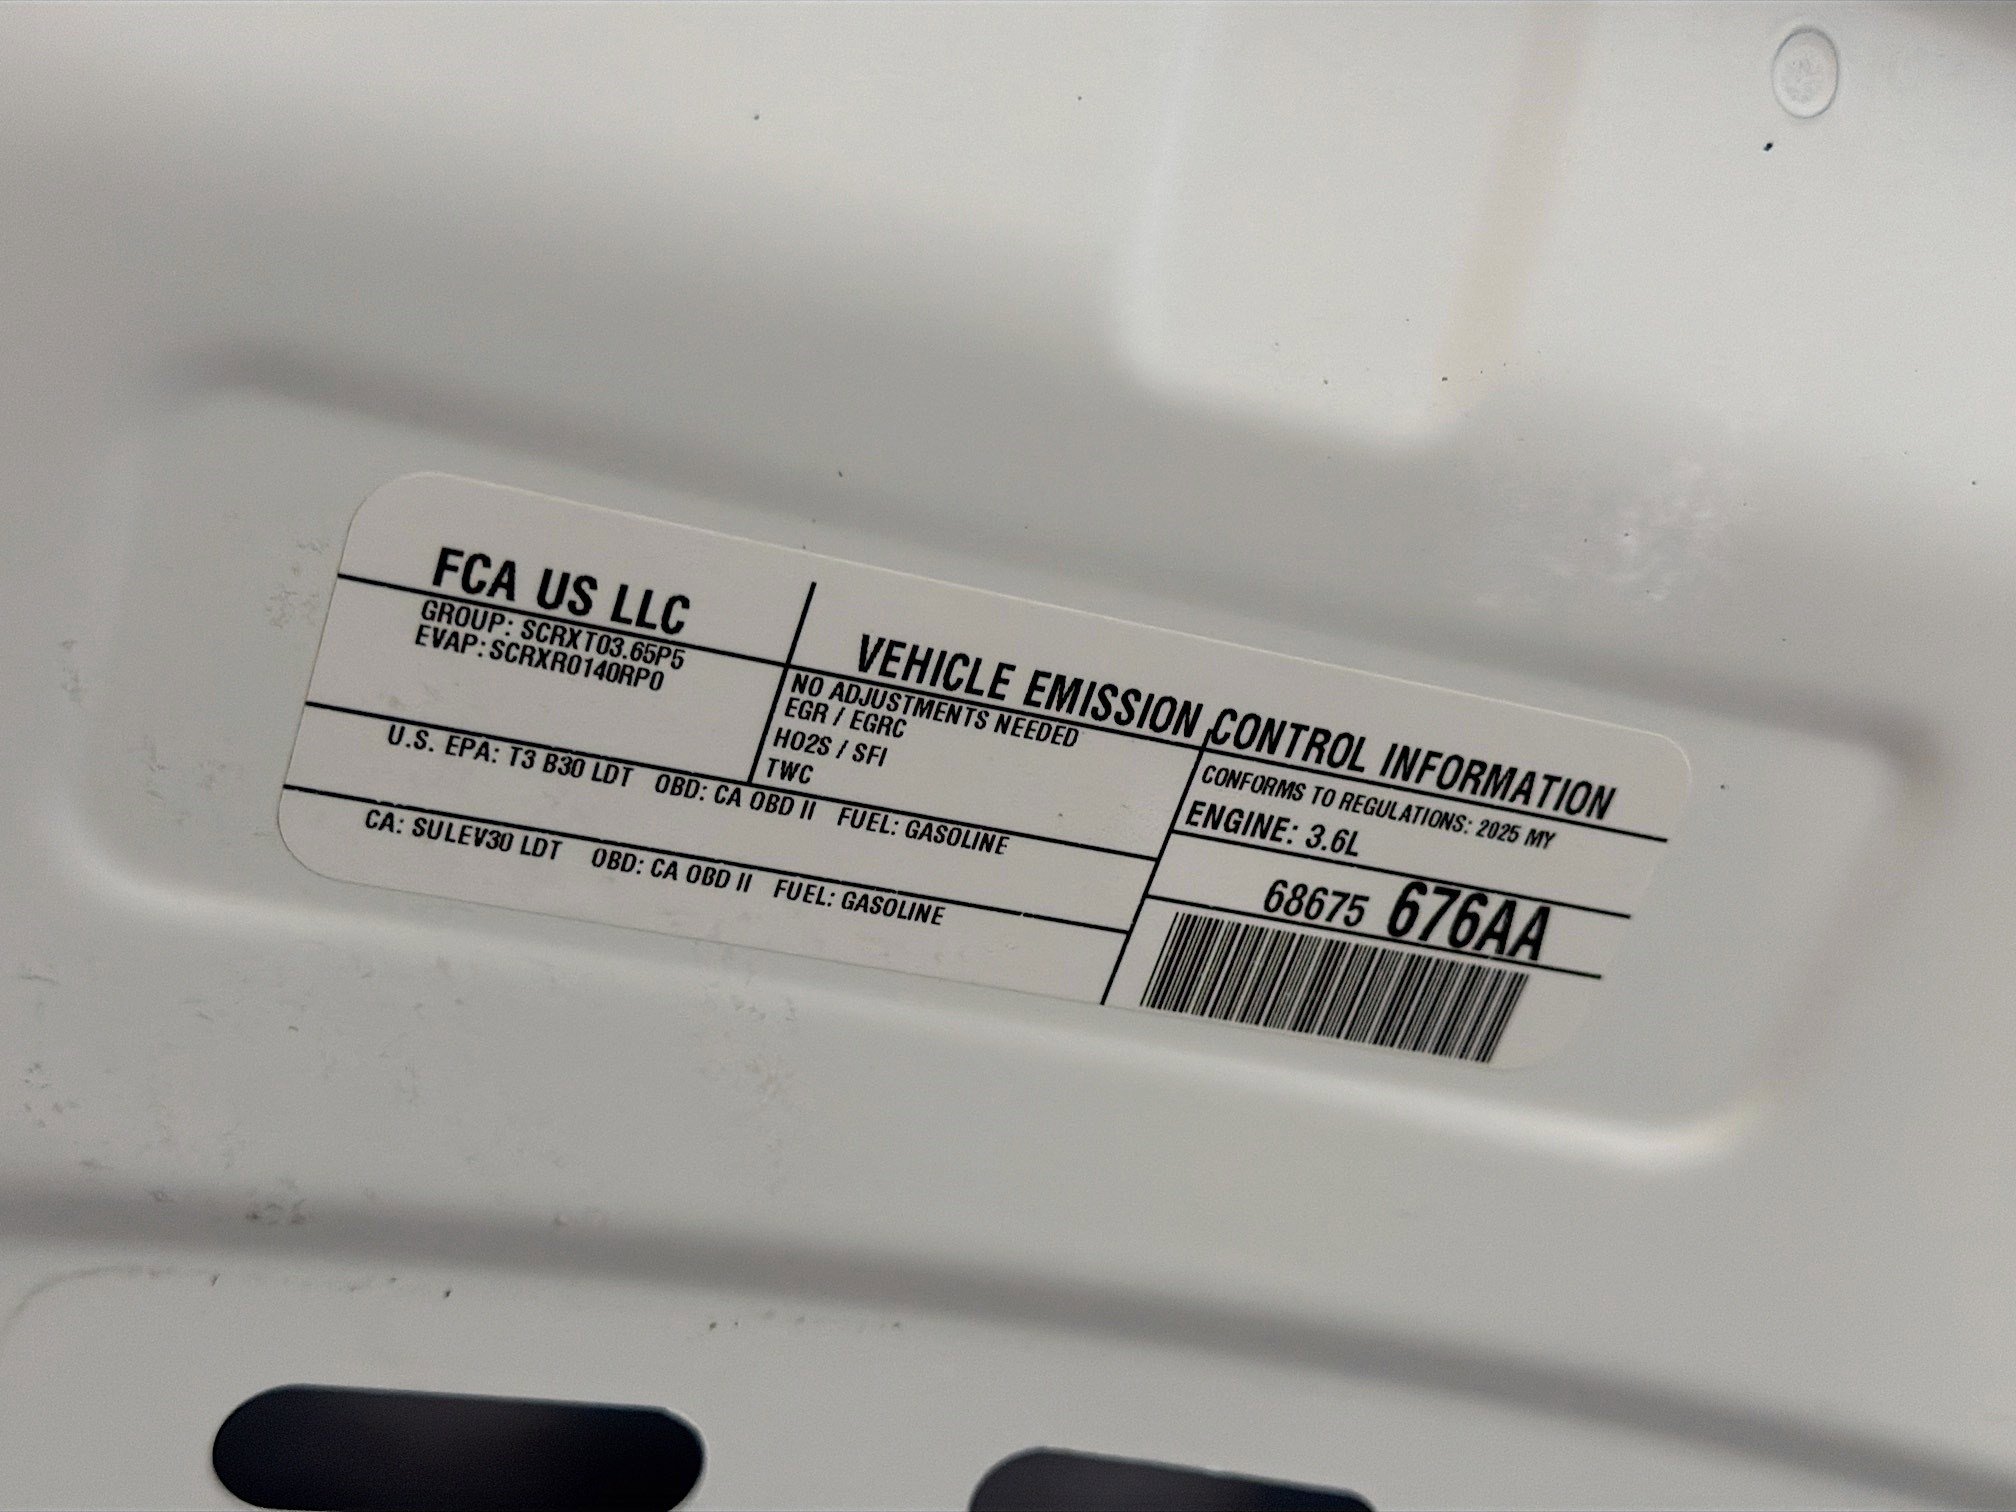 FCA US LLC
VEHICLE EMISSION CONTROL INFORMATION
GROUP: SCRXT03.65P5
EVAP: SCRXR0140RP0
NO ADJUSTMENTS NEEDED
EGR / EGRC
HO2S / SFI
TWC
CONFORMS TO REGULATIONS: 2025 MY
ENGINE: 3.6L
U.S. EPA: T3 B30 LDT OBD: CA OBD II FUEL: GASOLINE
CA: SULEV30 LDT OBD: CA OBD II FUEL: GASOLINE
68675 676AA